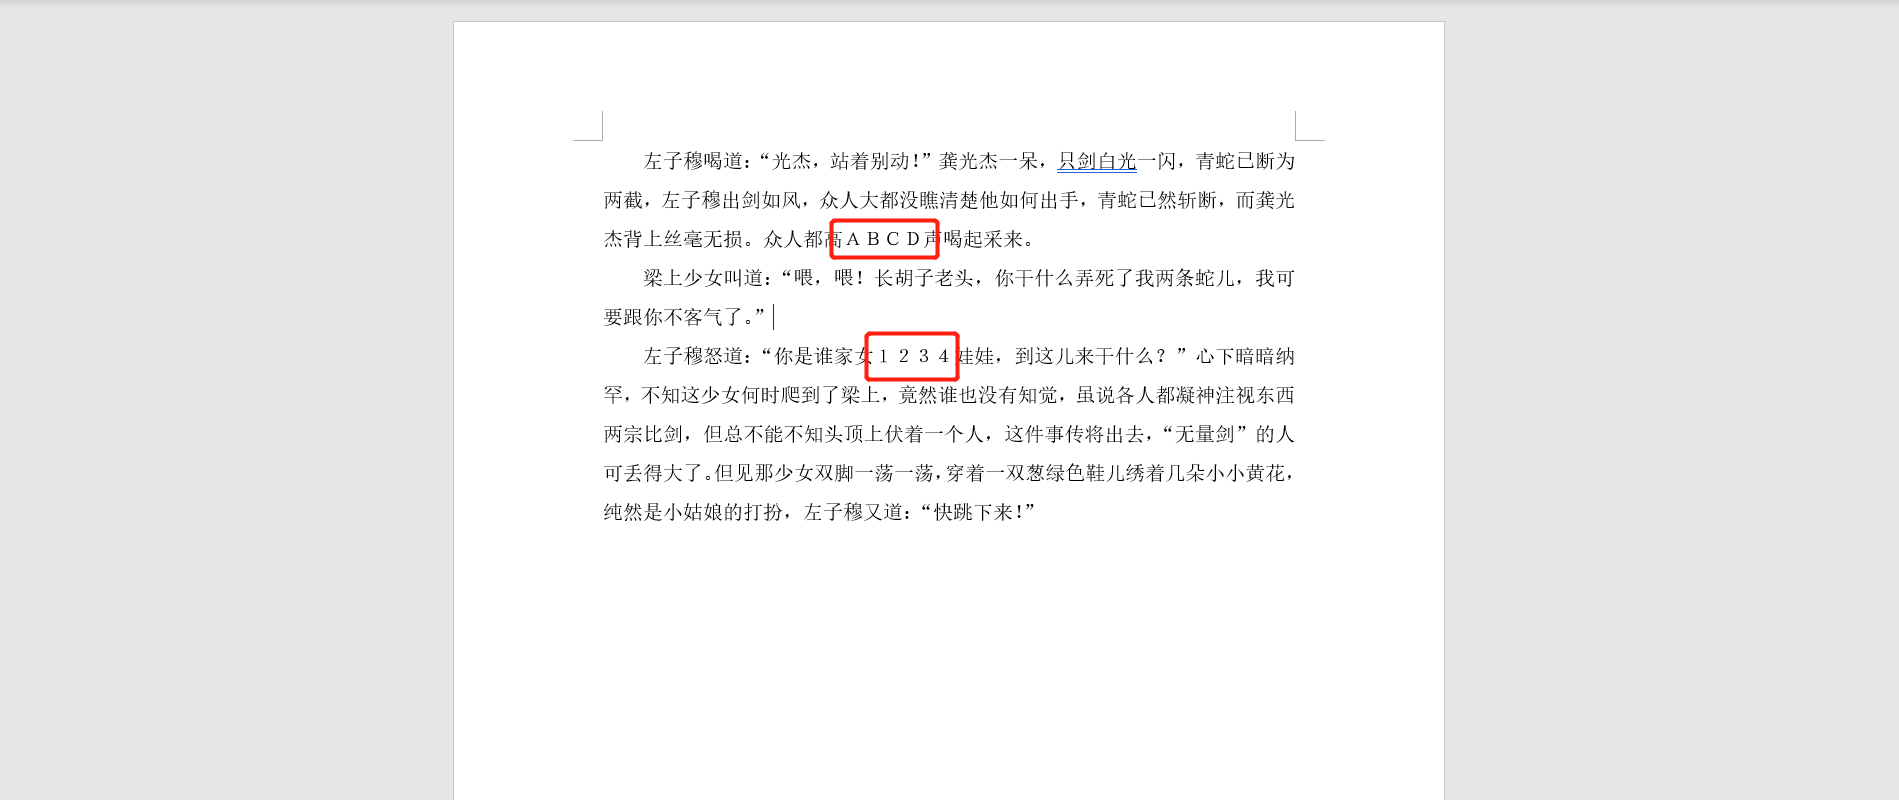 左子穆喝道：“光杰，站着别动！”龚光杰一呆，只剑白光一闪，青蛇已断为
两截，左子穆出剑如风，众人大都没瞧清楚他如何出手，青蛇已然斩断，而龚光
杰背上丝毫无损。众人都高ＡＢＣＤ声喝起采来。
梁上少女叫道：“喂，喂！长胡子老头，你干什么弄死了我两条蛇儿，我可
要跟你不客气了。”
左子穆怒道：“你是谁家女１２３４娃娃，到这儿来干什么？”心下暗暗纳
罕，不知这少女何时爬到了梁上，竟然谁也没有知觉，虽说各人都凝神注视东西
两宗比剑，但总不能不知头顶上伏着一个人，这件事传将出去，“无量剑”的人
可丢得大了。但见那少女双脚一荡一荡，穿着一双葱绿色鞋儿绣着几朵小小黄花，
纯然是小姑娘的打扮，左子穆又道：“快跳下来！”